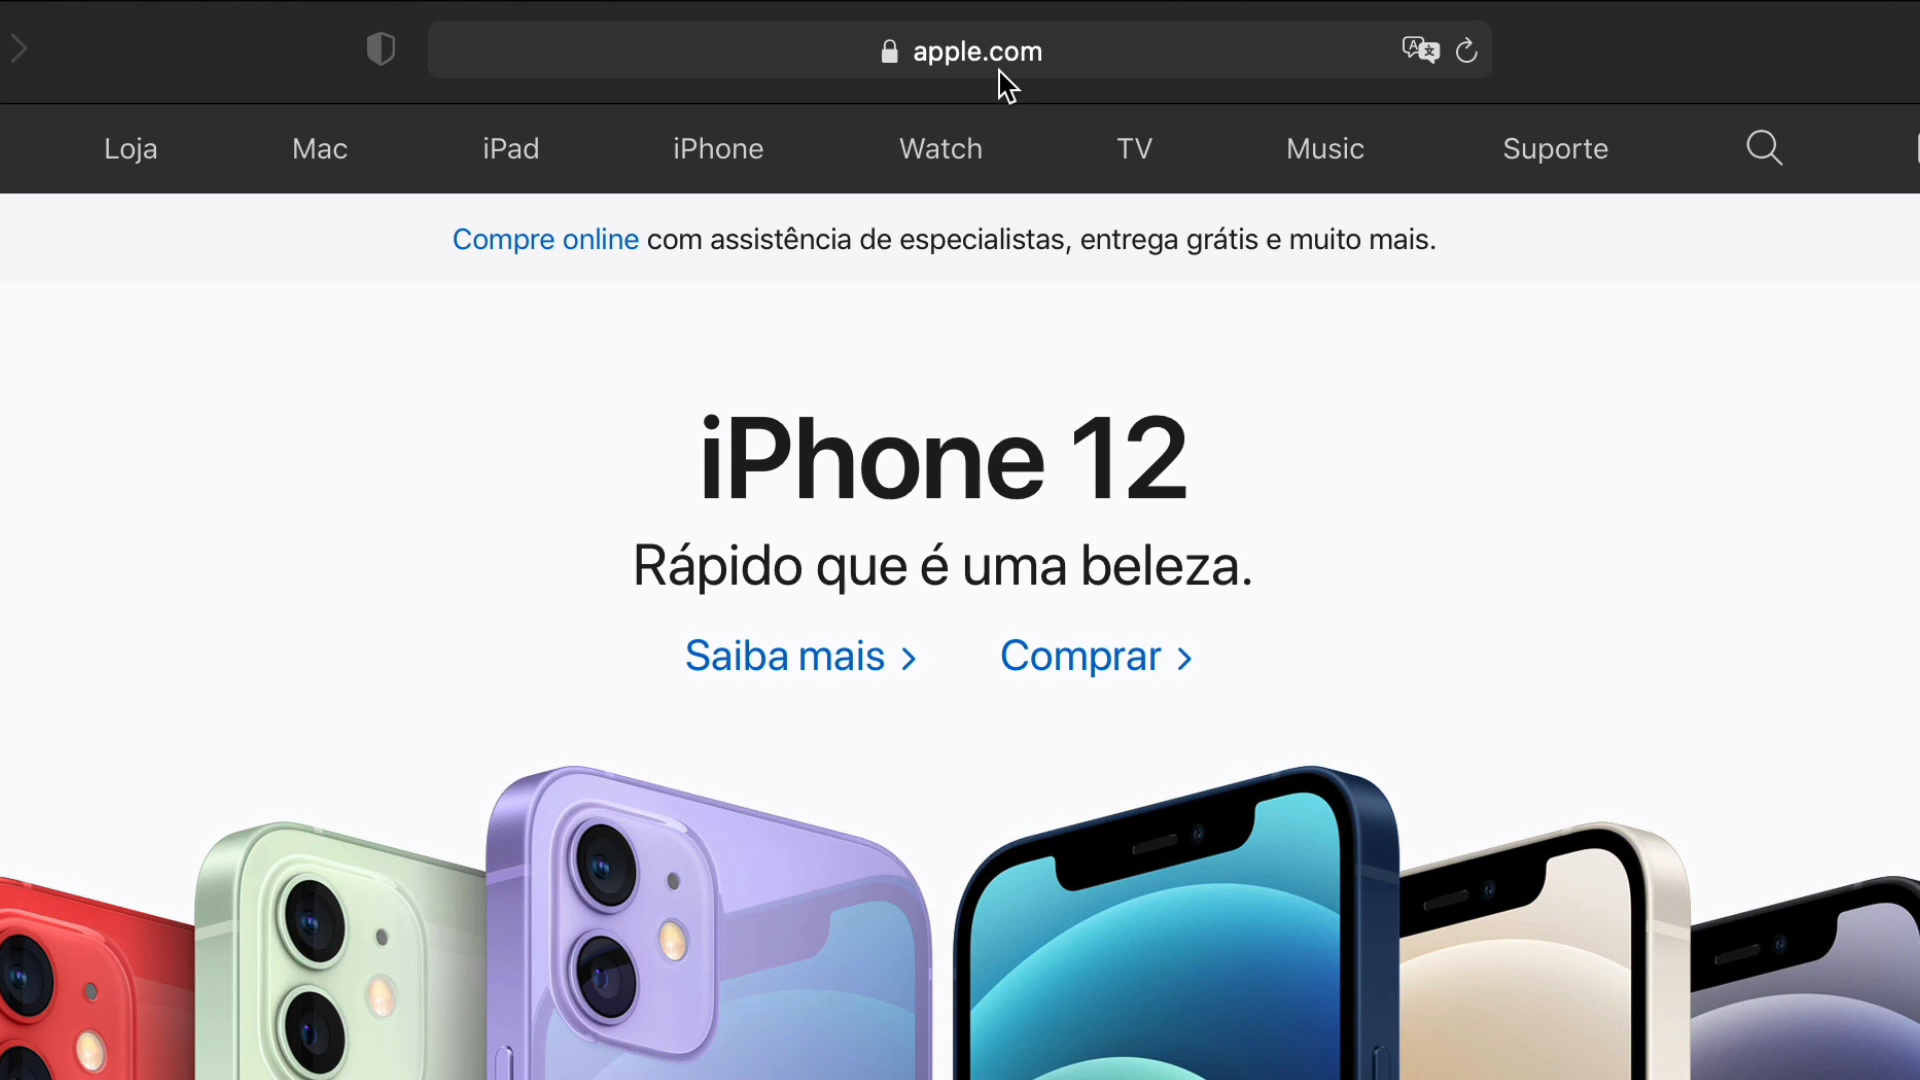 apple.com
Loja Mac iPad iPhone Watch TV Music Suporte
Compre online com assistência de especialistas, entrega grátis e muito mais.
iPhone 12
Rápido que é uma beleza.
Saiba mais > Comprar >